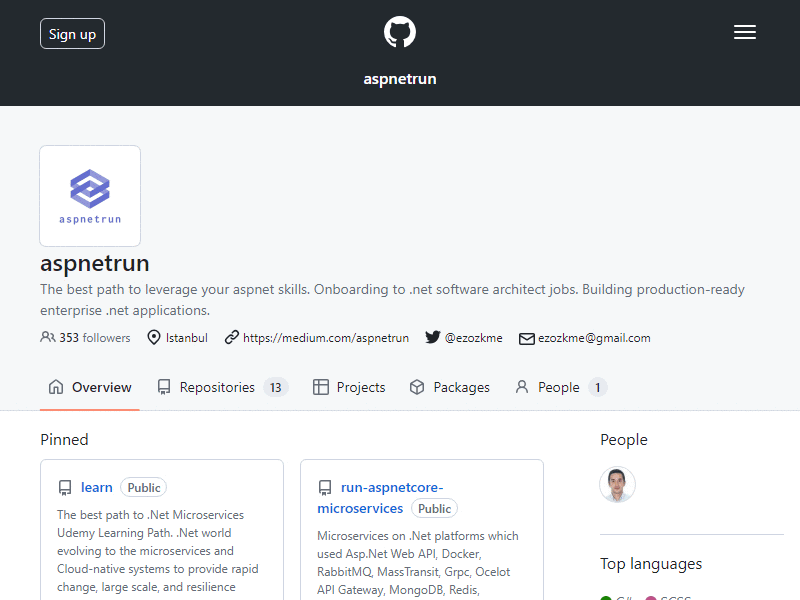 Sign up
aspnetrun
aspnetrun
aspnetrun
The best path to leverage your aspnet skills. Onboarding to .net software architect jobs. Building production-ready
enterprise .net applications.
353 followers Istanbul https://medium.com/aspnetrun @ezozkme ezozkme@gmail.com
Overview Repositories 13 Projects Packages People 1
Pinned
learn Public
The best path to .Net Microservices
Udemy Learning Path. .Net world
evolving to the microservices and
Cloud-native systems to provide rapid
change, large scale, and resilience
run-aspnetcore-
microservices Public
Microservices on .Net platforms which
used Asp.Net Web API, Docker,
RabbitMQ, MassTransit, Grpc, Ocelot
API Gateway, MongoDB, Redis,
People
Top languages
C# SCSS